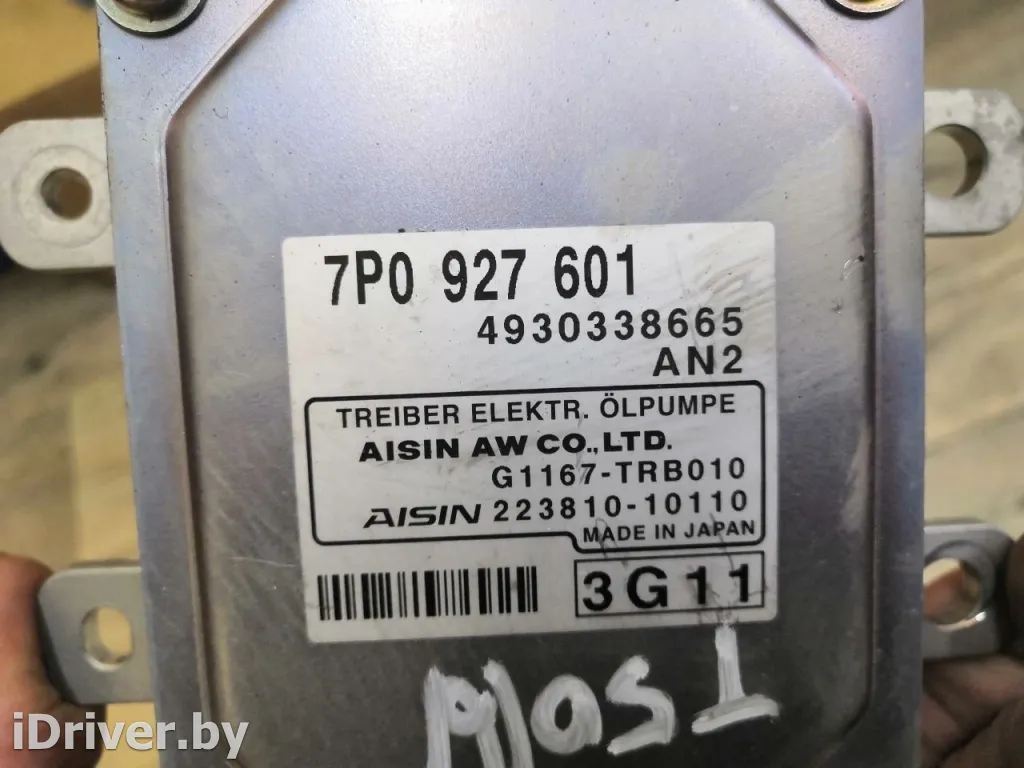 7P0 927 601
4930338665
AN2
TREIBER ELEKTR. ÖLPUMPE
AISIN AW CO.,LTD.
G1167-TRB010
AISIN 223810-10110
MADE IN JAPAN
3G11
iDriver.by